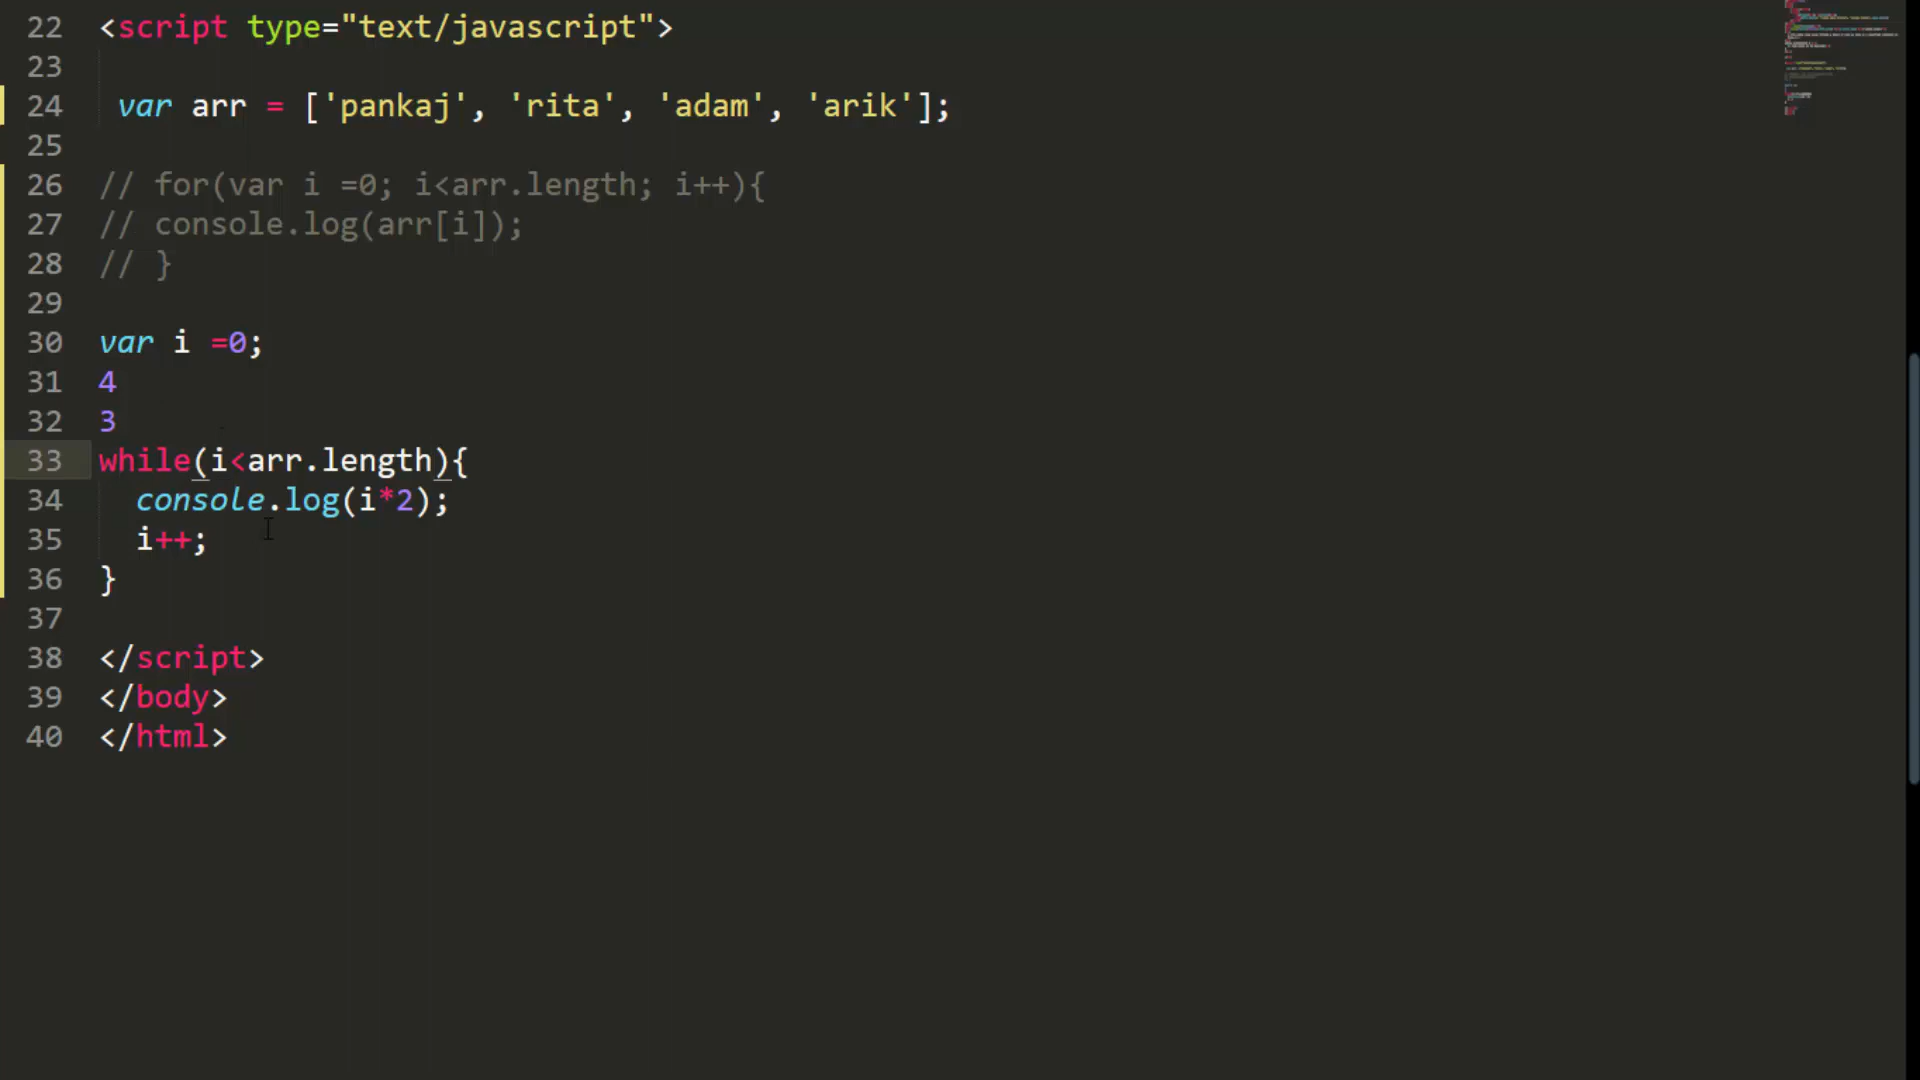 22 <script type="text/javascript">
23
24 var arr = ['pankaj', 'rita', 'adam', 'arik'];
25
26 // for(var i =0; i<arr.length; i++){
27 // console.log(arr[i]);
28 // }
29
30 var i =0;
31 4
32 3
33 while(i<arr.length){
34 console.log(i*2);
35 i++;
36 }
37
38 </script>
39 </body>
40 </html>